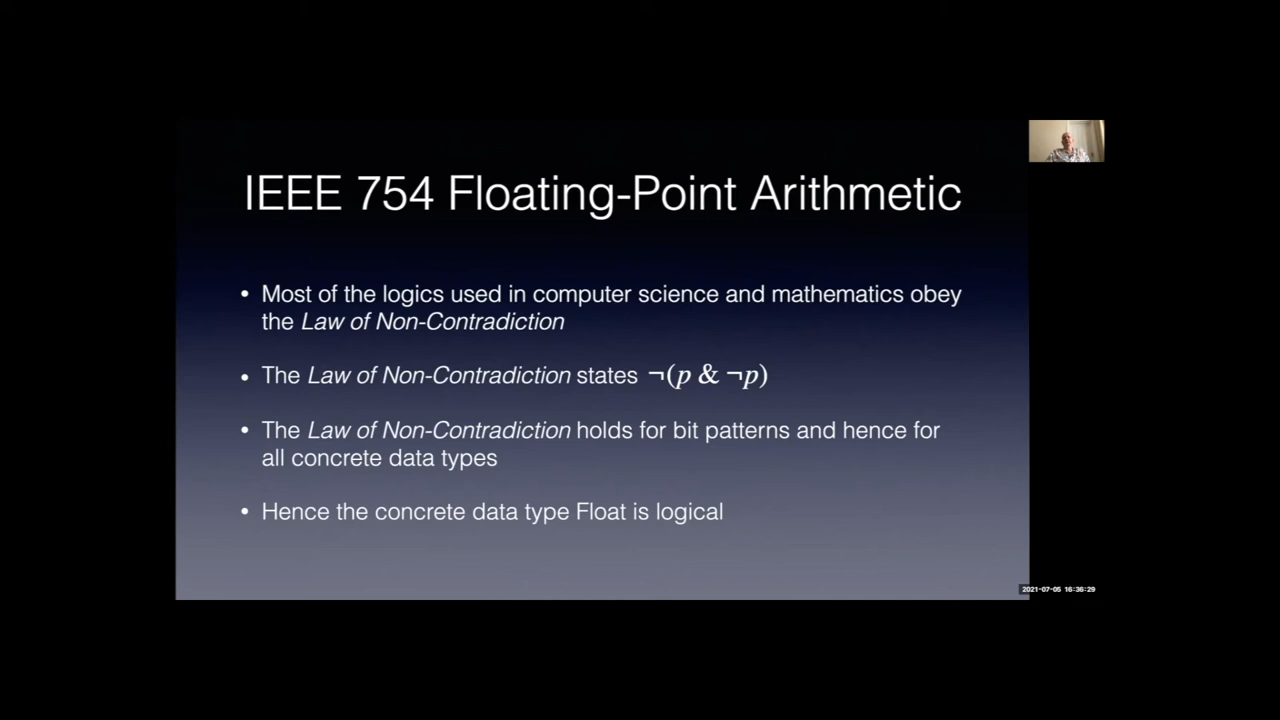 IEEE 754 Floating-Point Arithmetic
• Most of the logics used in computer science and mathematics obey
the Law of Non-Contradiction
• The Law of Non-Contradiction states ¬(p & ¬p)
• The Law of Non-Contradiction holds for bit patterns and hence for
all concrete data types
• Hence the concrete data type Float is logical
2021-07-05 16:36:29